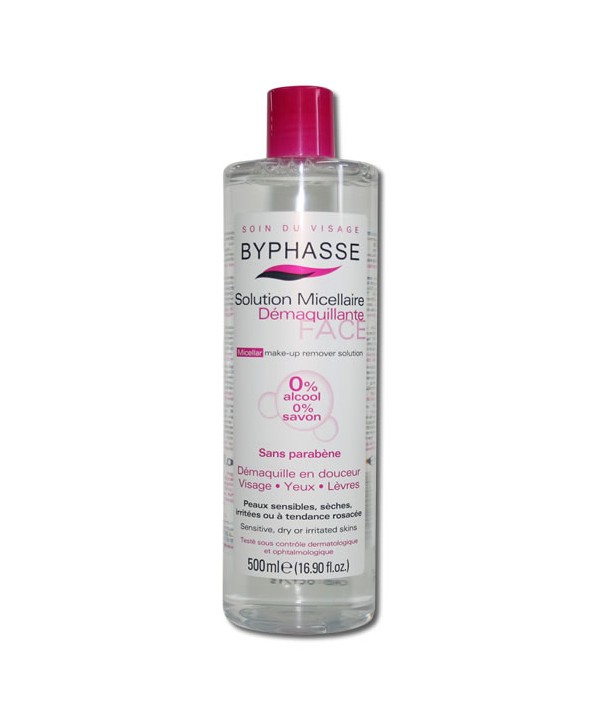 SOIN DU VISAGE
BYPHASSE
Solution Micellaire
Démaquillante
FACE
Micellar make-up remover solution
0%
alcool
0%
savon
Sans parabène
Démaquille en douceur
Visage • Yeux • Lèvres
Peaux sensibles, sèches,
irritées ou à tendance rosacée
Sensitive, dry or irritated skins
Testé sous contrôle dermatologique
et ophtalmologique
500 ml e (16.90 fl.oz.)